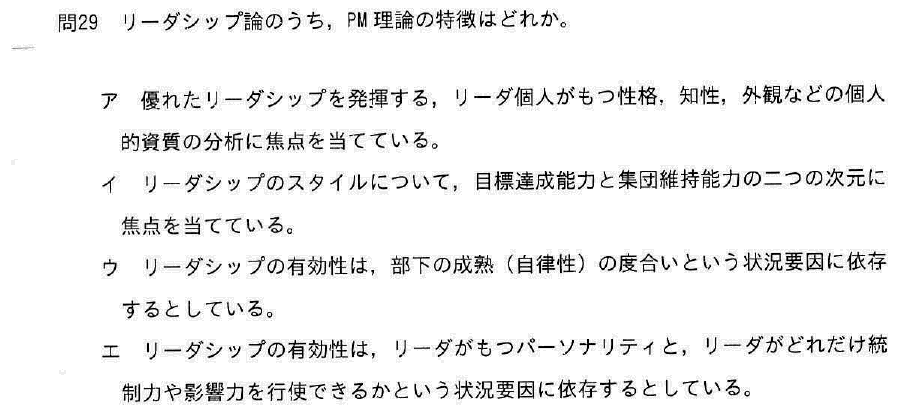 問29　リーダシップ論のうち，PM 理論の特徴はどれか。
ア　優れたリーダシップを発揮する，リーダ個人がもつ性格，知性，外観などの個人
的資質の分析に焦点を当てている。
イ　リーダシップのスタイルについて，目標達成能力と集団維持能力の二つの次元に
焦点を当てている。
ウ　リーダシップの有効性は，部下の成熟（自律性）の度合いという状況要因に依存
するとしている。
エ　リーダシップの有効性は，リーダがもつパーソナリティと，リーダがどれだけ統
制力や影響力を行使できるかという状況要因に依存するとしている。